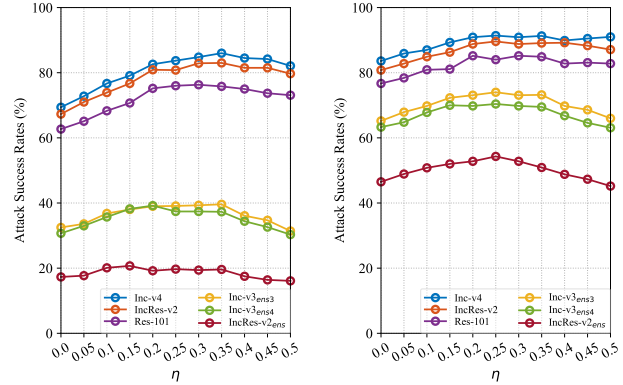 100
80
60
40
20
0
Attack Success Rates (%)
Inc-v4
IncRes-v2
Res-101
Inc-v3ens3
Inc-v3ens4
IncRes-v2ens
0.0 0.05 0.1 0.15 0.2 0.25 0.3 0.35 0.4 0.45 0.5
η
100
80
60
40
20
0
Attack Success Rates (%)
Inc-v4
IncRes-v2
Res-101
Inc-v3ens3
Inc-v3ens4
IncRes-v2ens
0.0 0.05 0.1 0.15 0.2 0.25 0.3 0.35 0.4 0.45 0.5
η